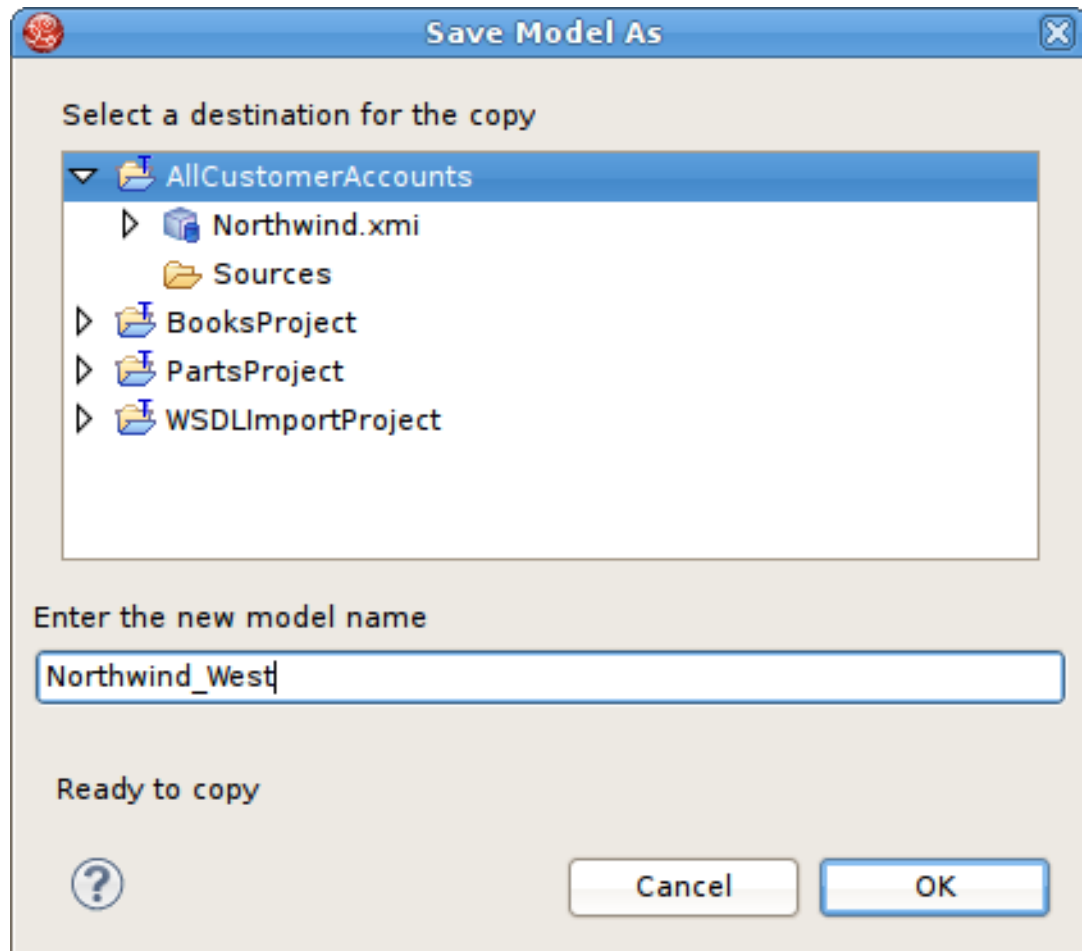 Save Model As
Select a destination for the copy
AllCustomerAccounts
Northwind.xmi
Sources
BooksProject
PartsProject
WSDLImportProject
Enter the new model name
Northwind_West
Ready to copy
?
Cancel OK